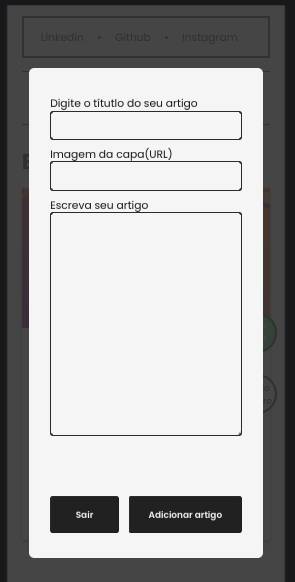 Linkedin • Github • Instagram
Digite o títutlo do seu artigo
Imagem da capa(URL)
Escreva seu artigo
Sair Adicionar artigo